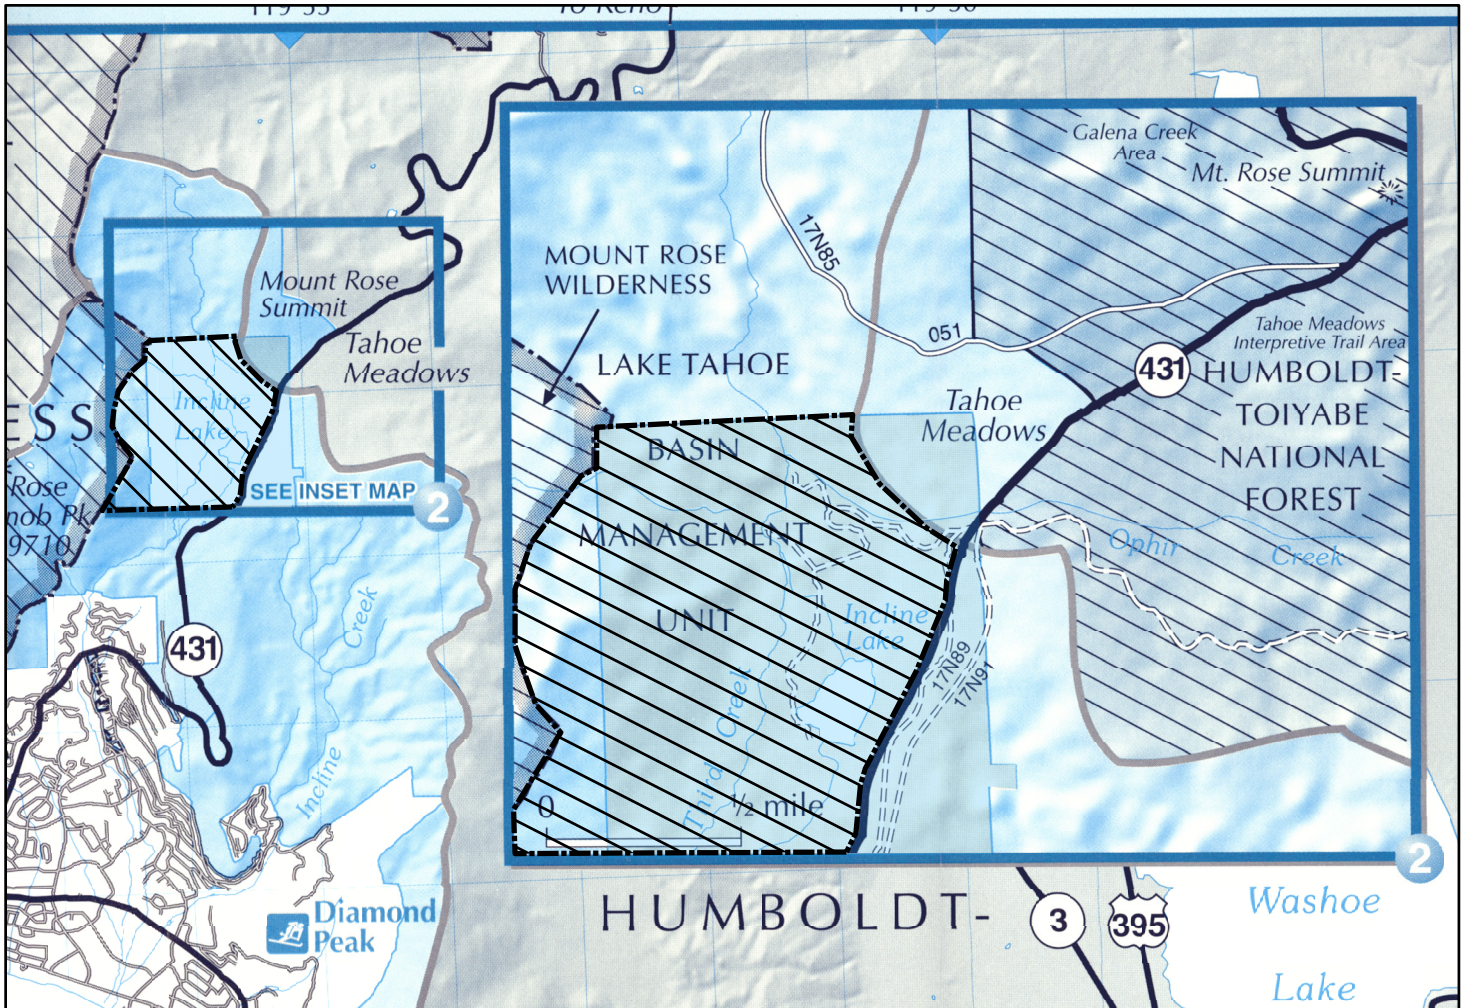 To Reno
Mount Rose
Summit
Tahoe
Meadows
Incline
Lake
ESS
Rose
nob Pk
9710
SEE INSET MAP
2
431
Creek
Incline
Diamond
Peak
Galena Creek
Area
Mt. Rose Summit
17N85
MOUNT ROSE
WILDERNESS
051
Tahoe Meadows
Interpretive Trail Area
LAKE TAHOE
431
HUMBOLDT-
TOIYABE
NATIONAL
FOREST
Tahoe
Meadows
BASIN
MANAGEMENT
UNIT
Ophir
Creek
Incline
Lake
17N89
17N91
Third Creek
0
½ mile
2
HUMBOLDT-
3
395
Washoe
Lake